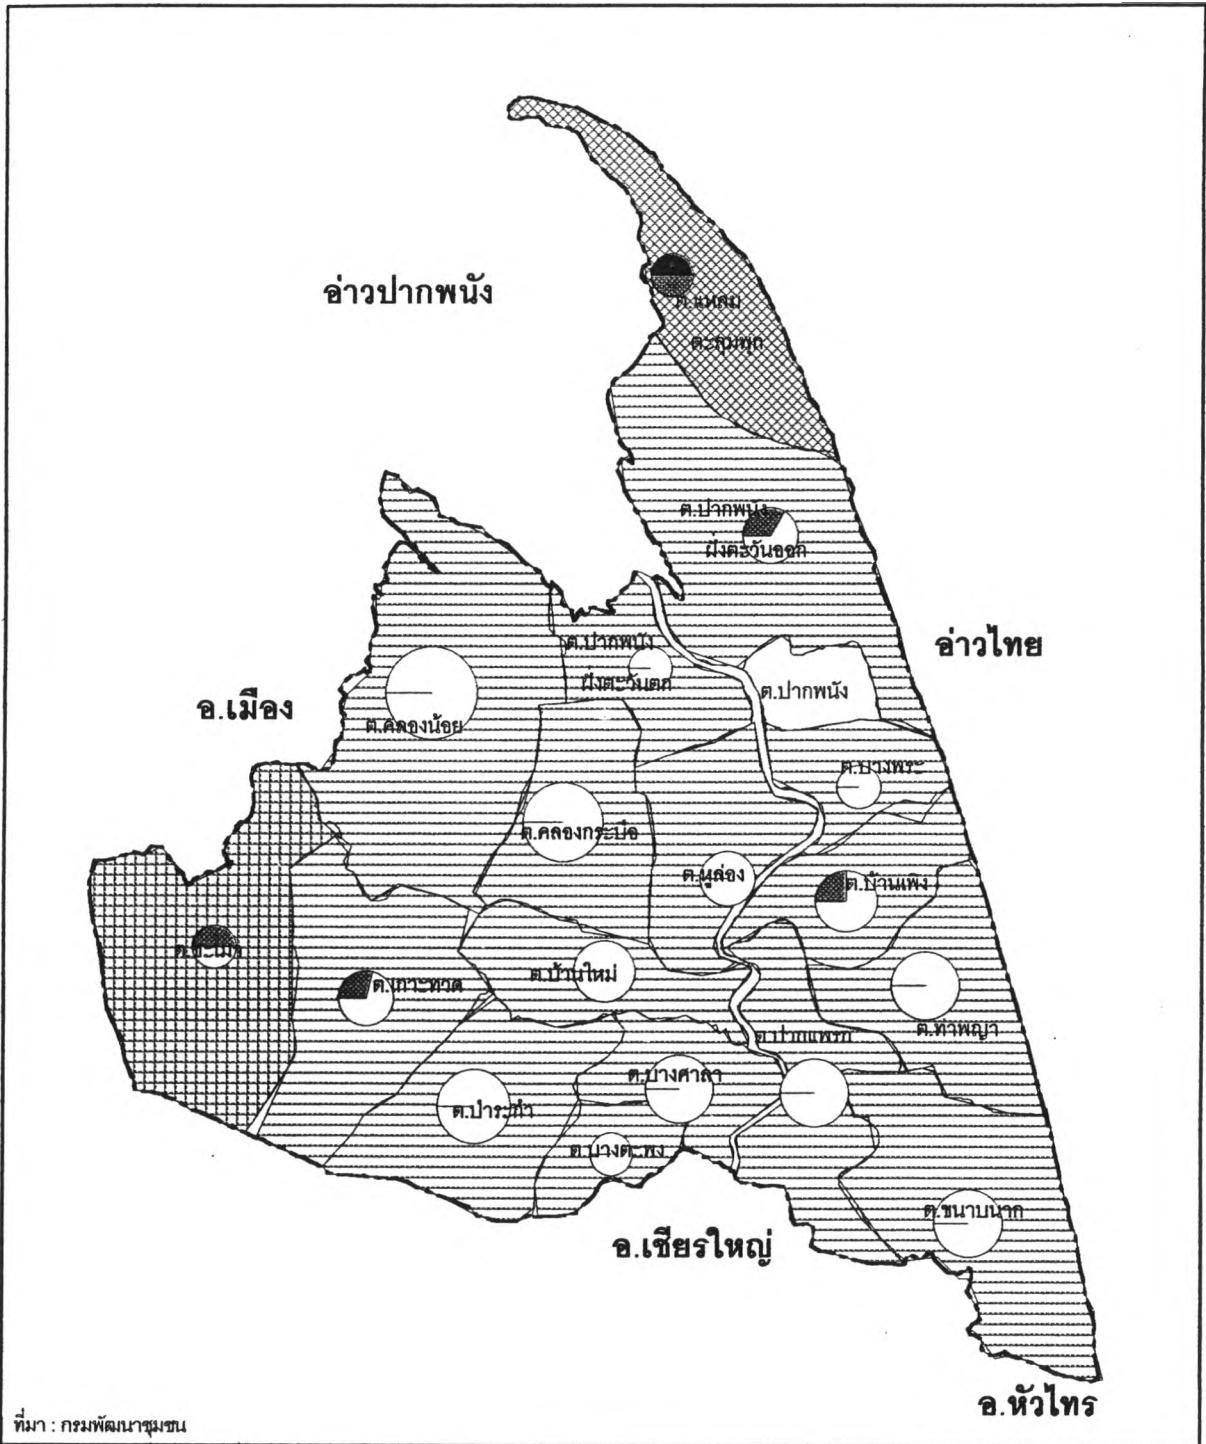 อ่าวปากพนัง
ต.แหลม
ตะลุมพุก
ต.ปากพนัง
ฝั่งตะวันออก
อ่าวไทย
ต.ปากพนัง
ฝั่งตะวันตก
ต.ปากพนัง
อ.เมือง
ต.คลองน้อย
ต.บางพระ
ต.คลองกระบือ
ต.หูล่อง
ต.บ้านเพิง
ต.ชะเมา
ต.เกาะทวด
ต.บ้านใหม่
ต.ท่าพญา
ต.ปากแพรก
ต.บางศาลา
ต.ป่าระกำ
ต.บางตะพง
ต.ขนาบนาก
อ.เชียรใหญ่
อ.หัวไทร
ที่มา : กรมพัฒนาชุมชน